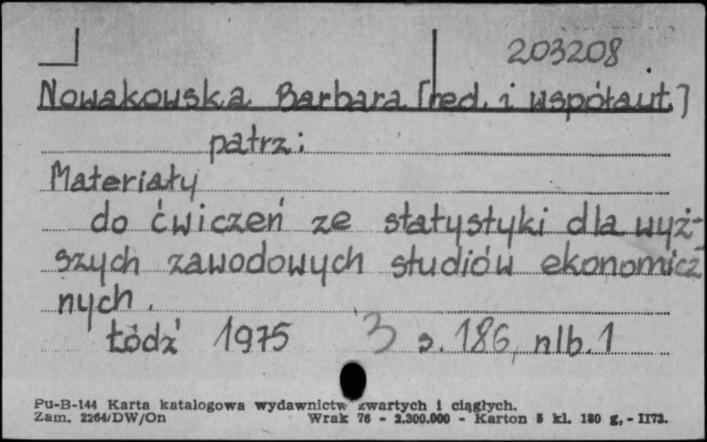 203208
Nowakowska Barbara [red. i współaut.]
patrz:
Materiały
do ćwiczeń ze statystyki dla wyż-
szych zawodowych studiów ekonomicz
nych.
Łódź 1975 3 s. 186, nlb. 1
Pu-B-144 Karta katalogowa wydawnictw zwartych i ciągłych.
Zam. 2264/DW/On Wrak 76 - 2.300.000 - Karton 5 kl. 180 g, - II73.